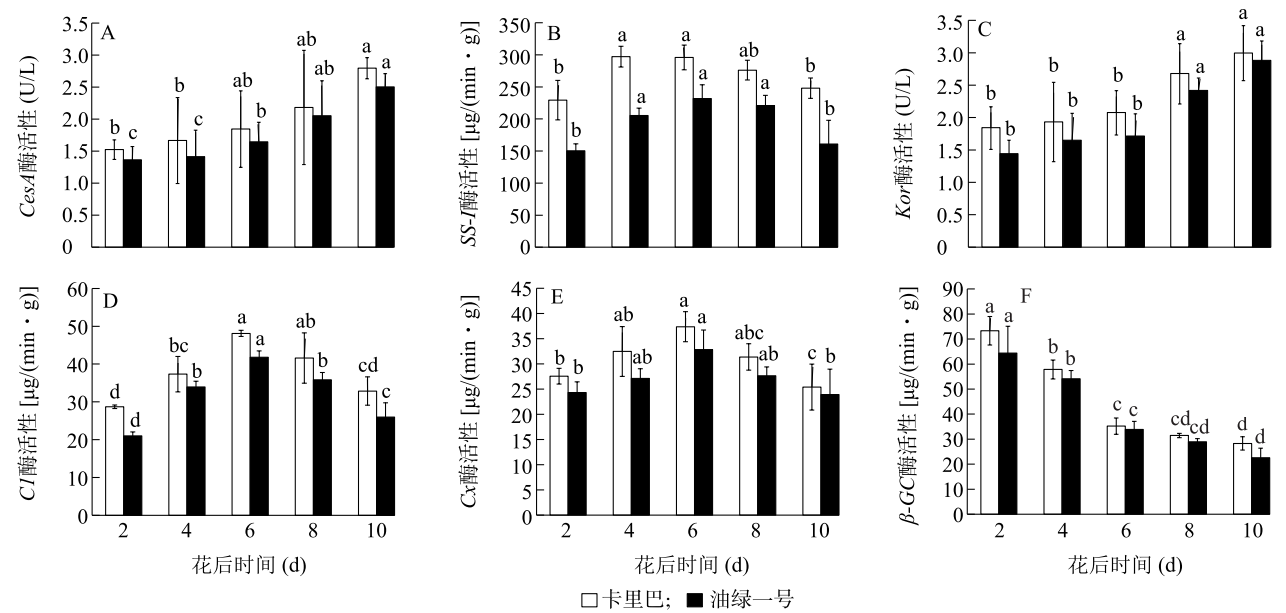 A
CesA酶活性 (U/L)
3.5
3.0
2.5
2.0
1.5
1.0
0.5
0
b c b c ab b ab ab a a
B
SS-I酶活性 [μg/(min·g)]
350
300
250
200
150
100
50
0
b b a a a a ab a b b
C
Kor酶活性 (U/L)
3.5
3.0
2.5
2.0
1.5
1.0
0.5
0
b b b b b b a a a a
D
C1酶活性 [μg/(min·g)]
60
50
40
30
20
10
0
d d bc b a a ab b cd c
2 4 6 8 10
花后时间 (d)
E
Cx酶活性 [μg/(min·g)]
45
40
35
30
25
20
15
10
5
0
b b ab ab a a abc ab c b
2 4 6 8 10
花后时间 (d)
F
β-GC酶活性 [μg/(min·g)]
90
80
70
60
50
40
30
20
10
0
a a b b c c cd cd d d
2 4 6 8 10
花后时间 (d)
卡里巴; 油绿一号